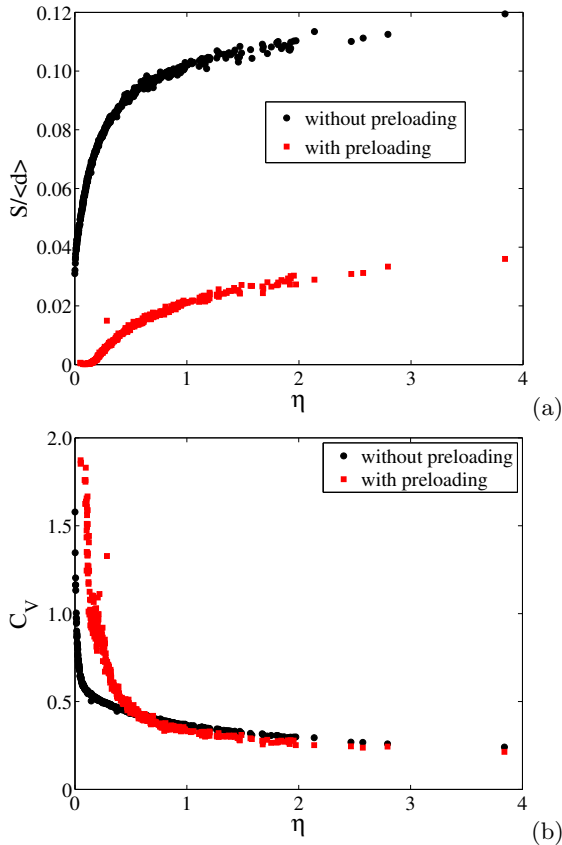 0.12
0.10
0.08
0.06
0.04
0.02
0
S/<d>
without preloading
with preloading
0 1 2 3 4
η
(a)
2.0
1.5
1.0
0.5
0
C_V
without preloading
with preloading
0 1 2 3 4
η
(b)